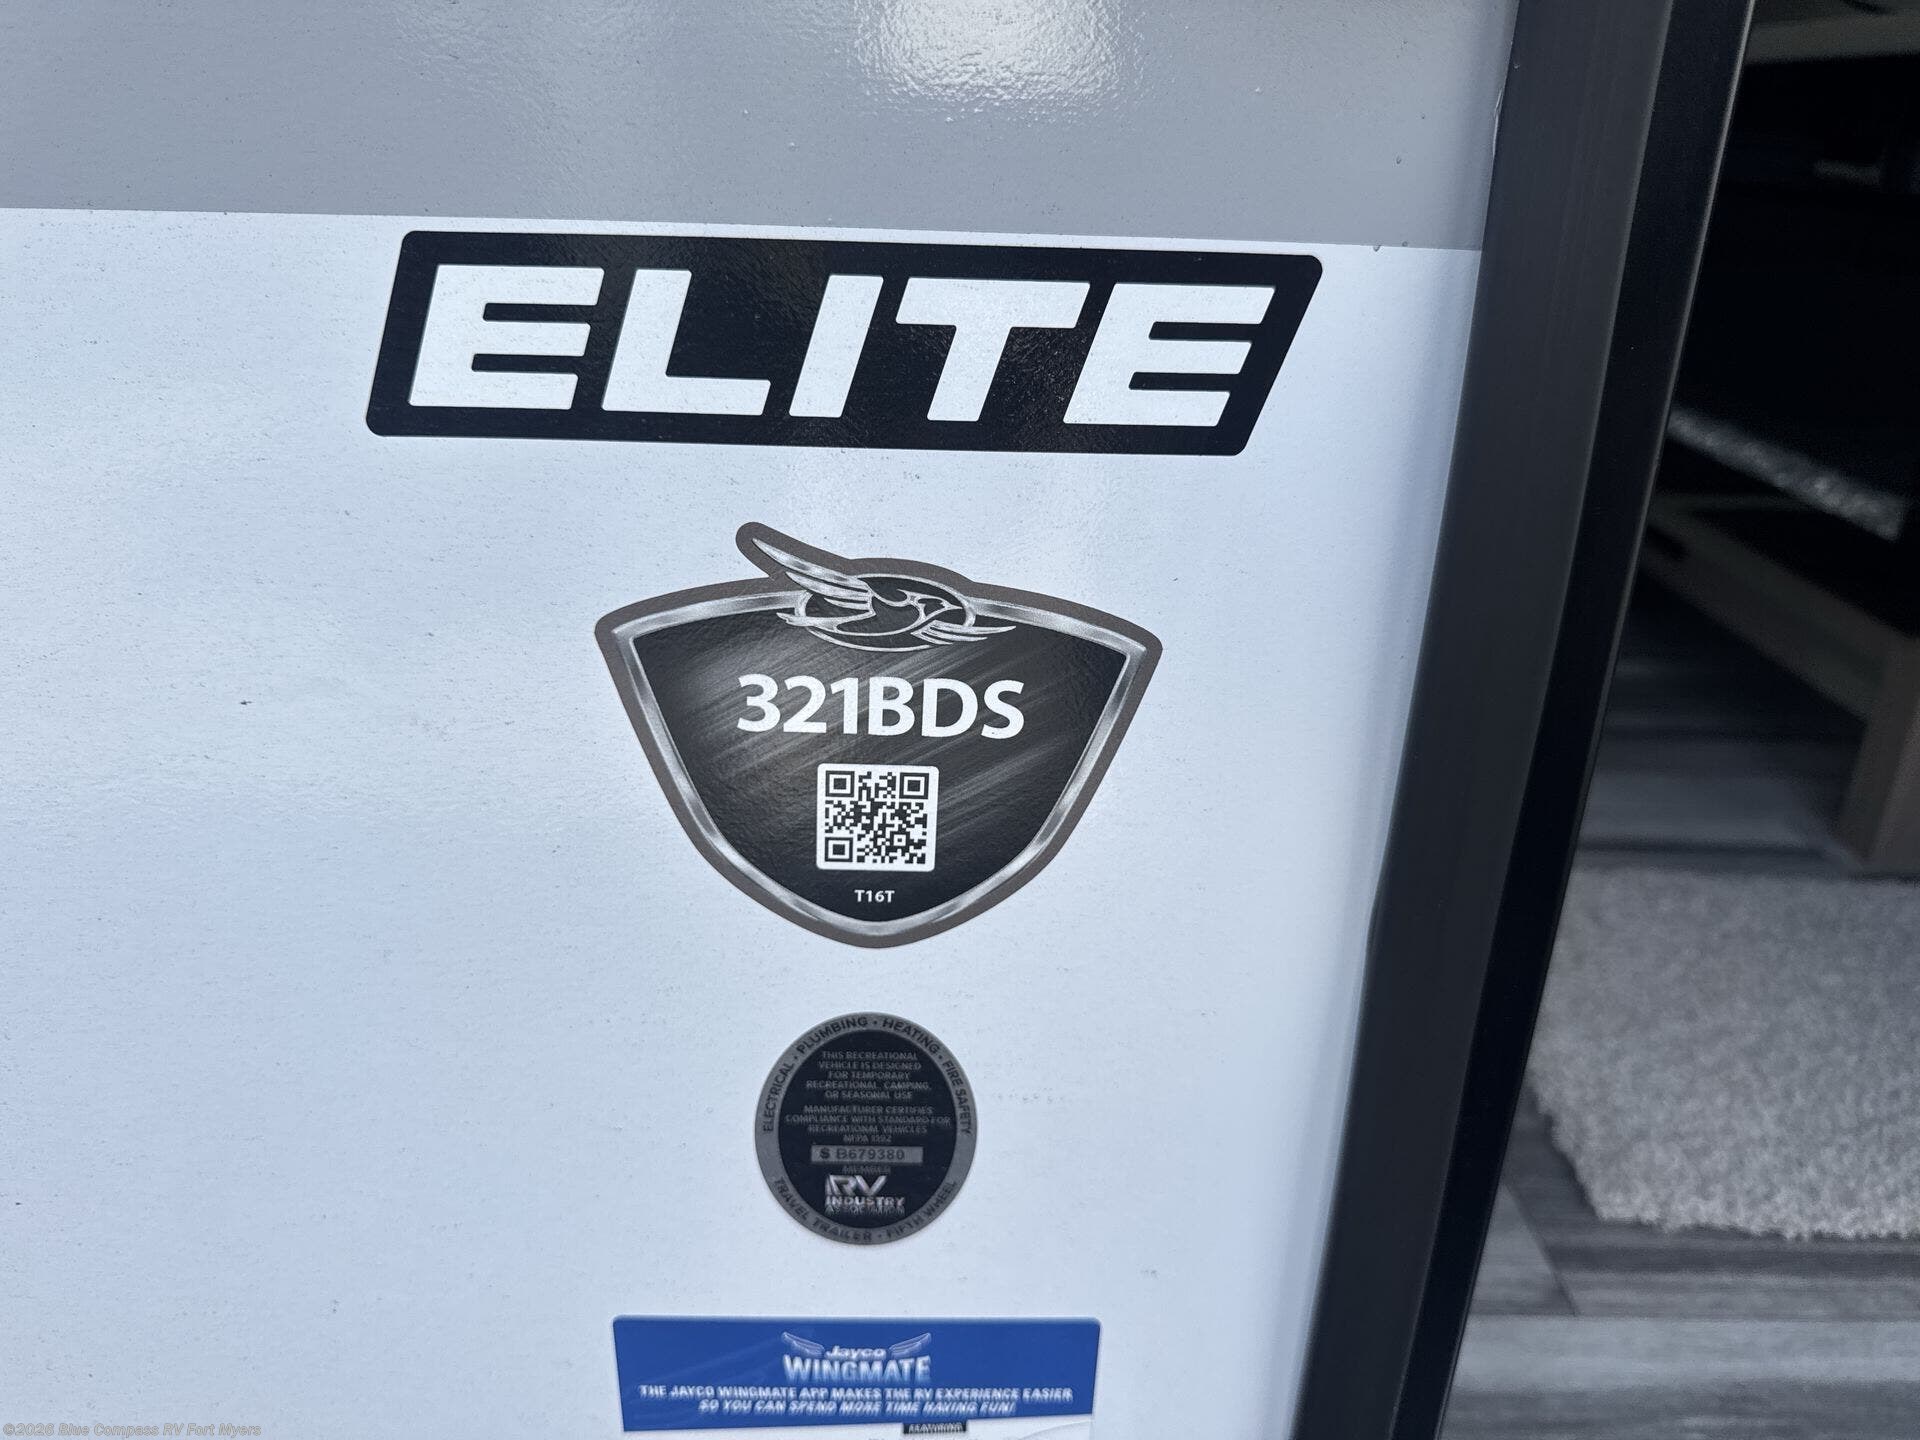 ELITE
321BDS
T16T
ELECTRICAL • PLUMBING • HEATING • FIRE SAFETY
THIS RECREATIONAL
VEHICLE IS DESIGNED
FOR TEMPORARY
RECREATIONAL, CAMPING,
OR SEASONAL USE
MANUFACTURER CERTIFIES
COMPLIANCE WITH STANDARD FOR
RECREATIONAL VEHICLES
NFPA 1192
$ B679380
MEMBER
RV
INDUSTRY
ASSOCIATION
TRAVEL TRAILER • FIFTH WHEEL
Jayco
WINGMATE
THE JAYCO WINGMATE APP MAKES THE RV EXPERIENCE EASIER
SO YOU CAN SPEND MORE TIME HAVING FUN!
©2026 Blue Compass RV Fort Myers